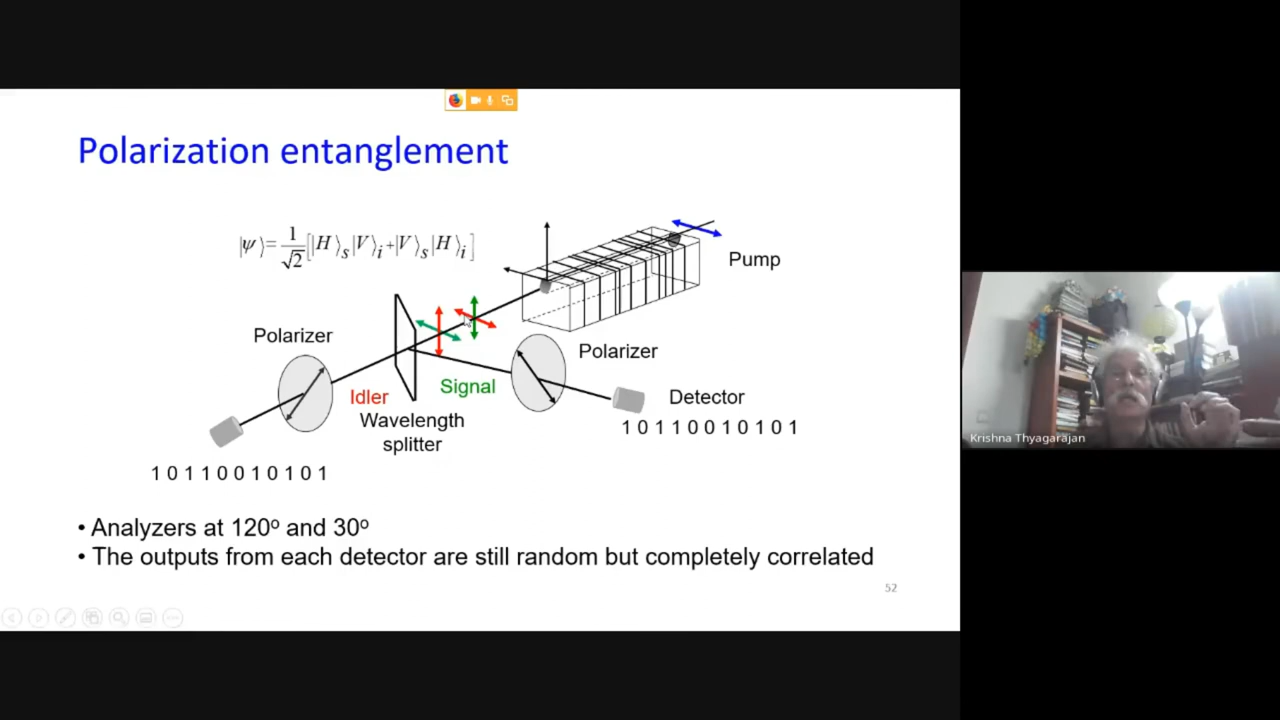 Polarization entanglement
|ψ⟩=1/√2[|H⟩s|V⟩i+|V⟩s|H⟩i]
Pump
Polarizer
Polarizer
Idler
Signal
Detector
Wavelength
splitter
1 0 1 1 0 0 1 0 1 0 1
1 0 1 1 0 0 1 0 1 0 1
Krishna Thyagarajan
• Analyzers at 120º and 30º
• The outputs from each detector are still random but completely correlated
52